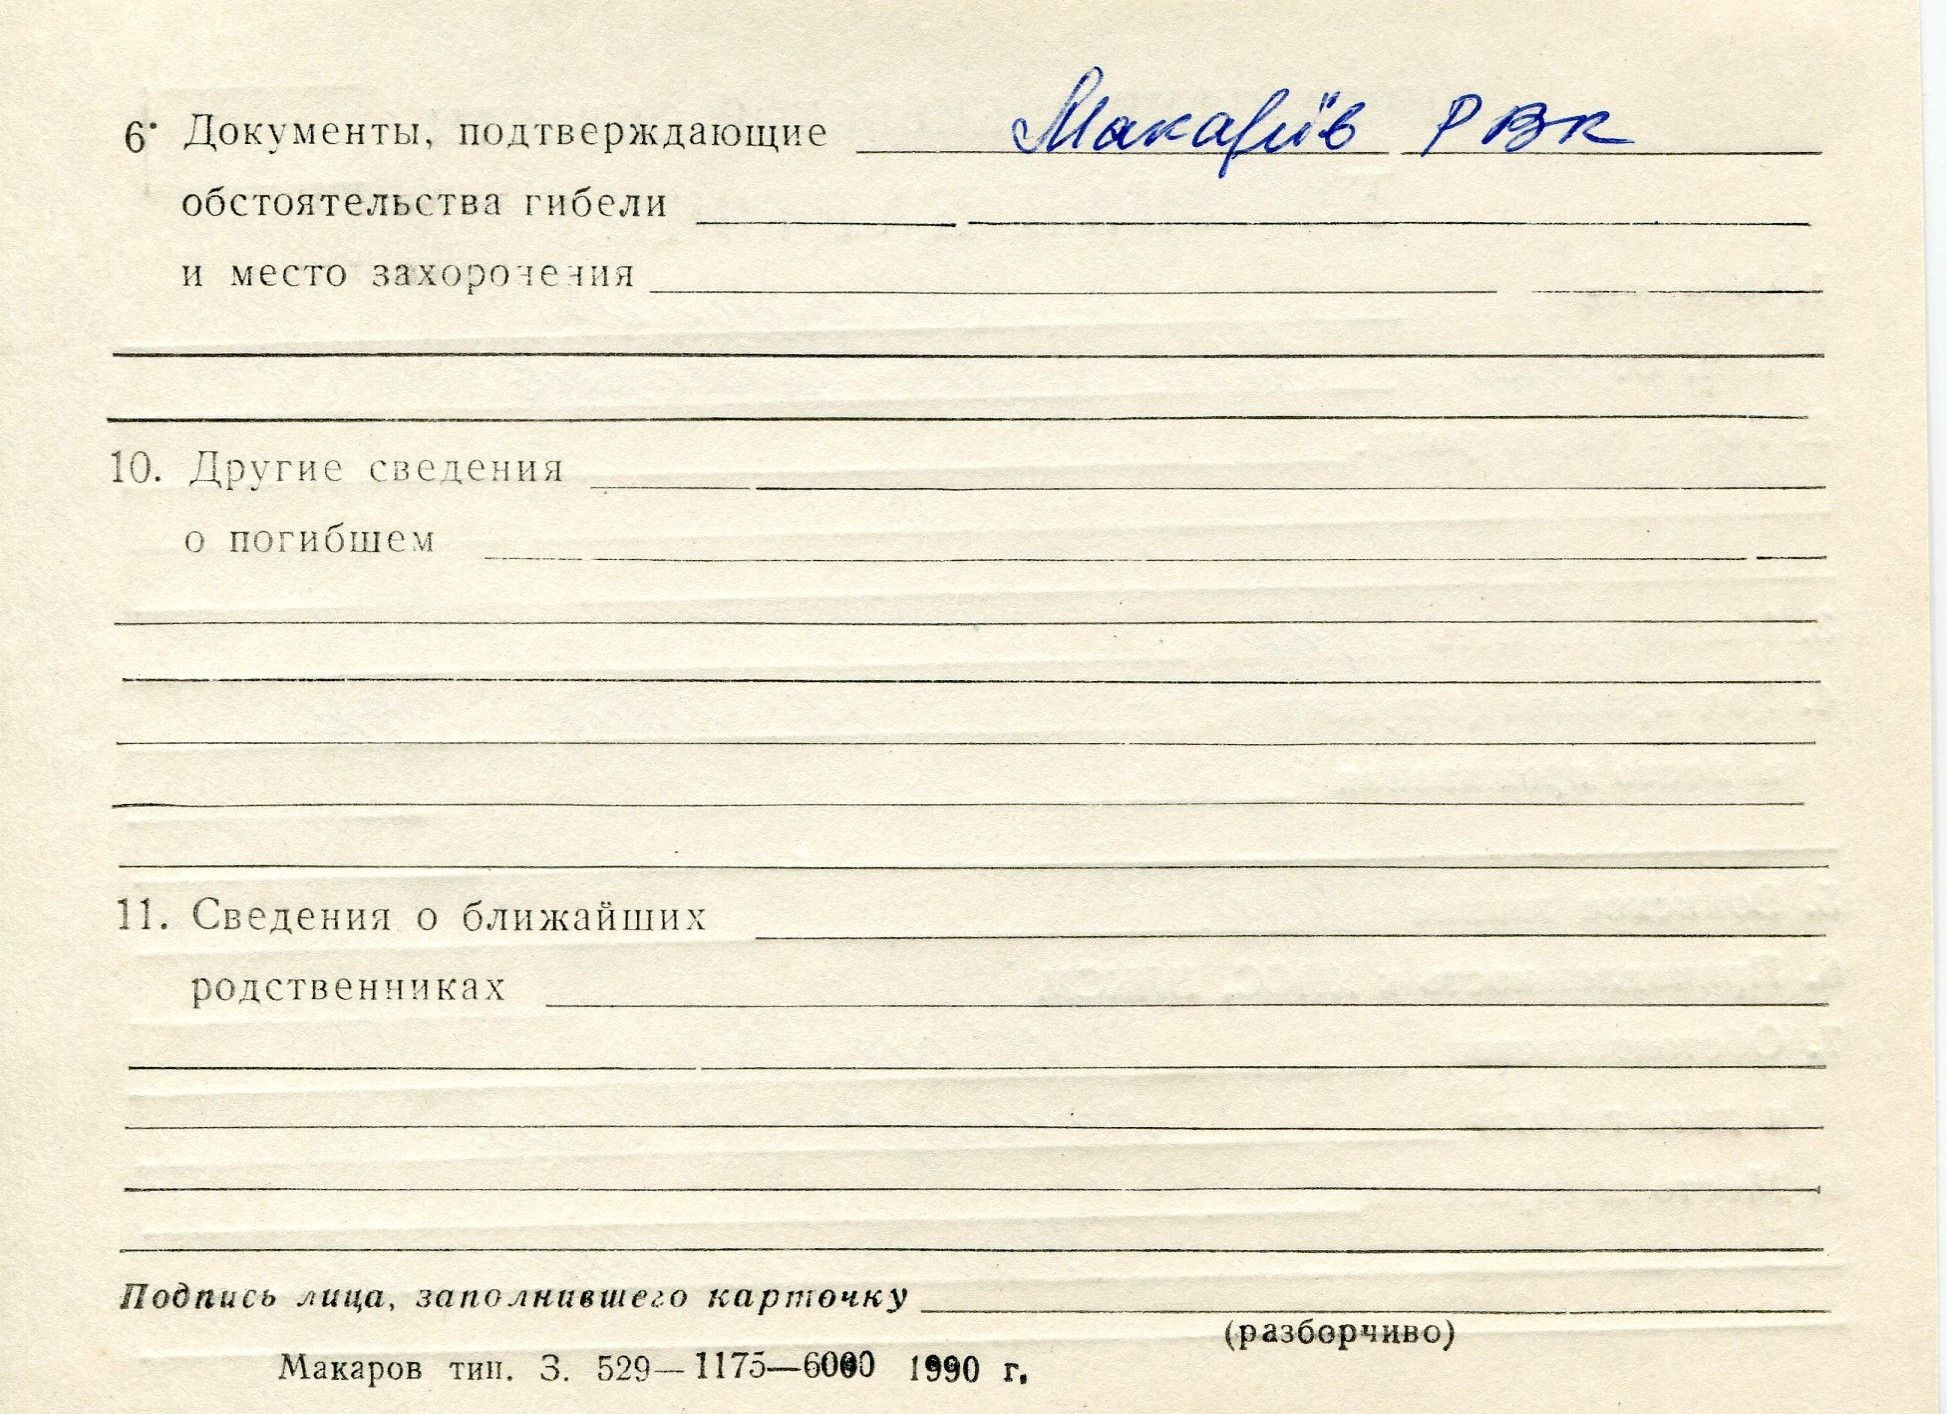 6. Документы, подтверждающие Макарів РВК
обстоятельства гибели
и место захоронения
10. Другие сведения
о погибшем
11. Сведения о ближайших
родственниках
Подпись лица, заполнившего карточку
(разборчиво)
Макаров тип. З. 529—1175—6000 1990 г.